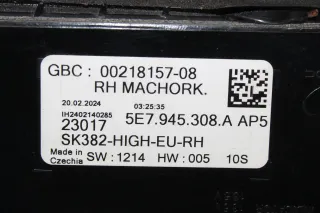 GBC : 00218157-08
RH MACHORK.
20.02.2024 03:25:35
IH2402140285
23017 5E7.945.308.A AP5
SK382-HIGH-EU-RH
Made in Czechia SW : 1214 HW : 005 10S